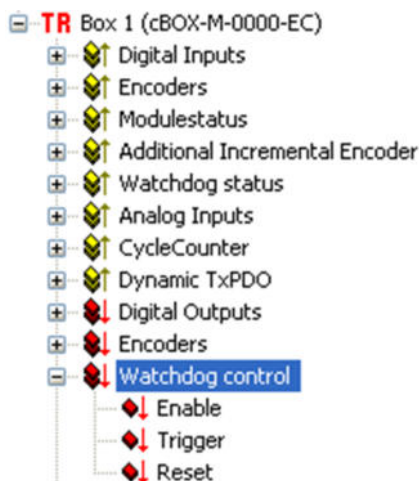 TR Box 1 (cBOX-M-0000-EC)
Digital Inputs
Encoders
Modulestatus
Additional Incremental Encoder
Watchdog status
Analog Inputs
CycleCounter
Dynamic TxPDO
Digital Outputs
Encoders
Watchdog control
Enable
Trigger
Reset